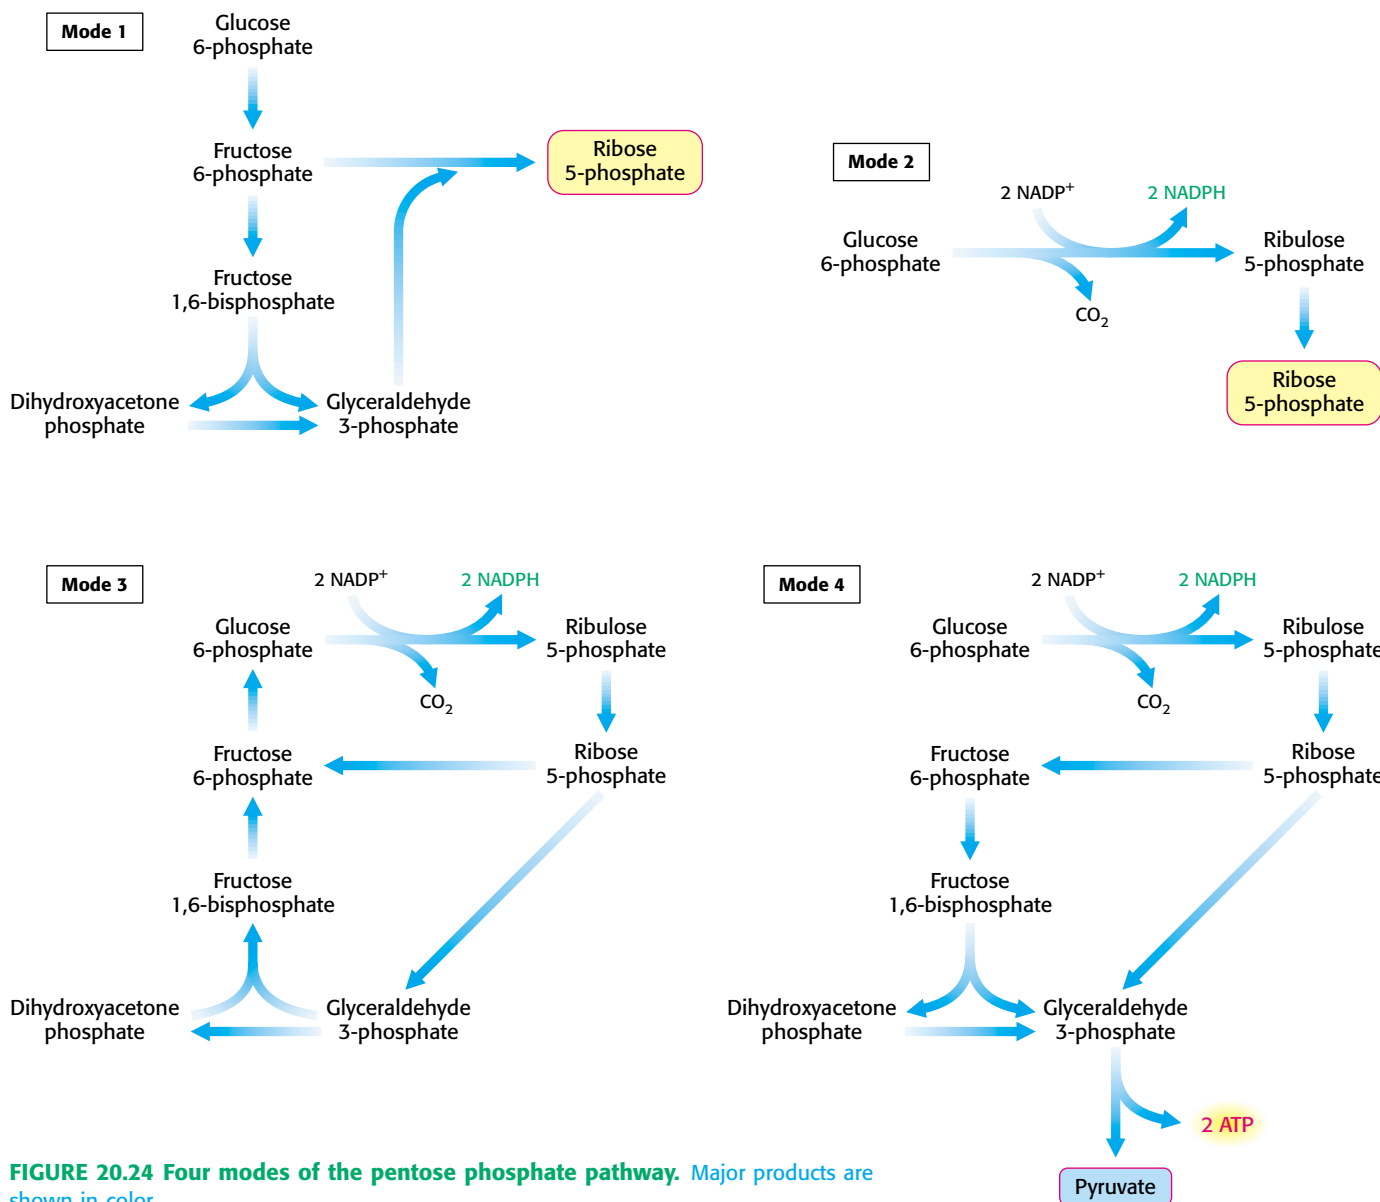 Mode 1
Glucose
6-phosphate
Fructose
6-phosphate
Ribose
5-phosphate
Fructose
1,6-bisphosphate
Dihydroxyacetone
phosphate
Glyceraldehyde
3-phosphate
Mode 2
2 NADP⁺
2 NADPH
Glucose
6-phosphate
Ribulose
5-phosphate
CO₂
Ribose
5-phosphate
Mode 3
2 NADP⁺
2 NADPH
Glucose
6-phosphate
Ribulose
5-phosphate
CO₂
Fructose
6-phosphate
Ribose
5-phosphate
Fructose
1,6-bisphosphate
Dihydroxyacetone
phosphate
Glyceraldehyde
3-phosphate
Mode 4
2 NADP⁺
2 NADPH
Glucose
6-phosphate
Ribulose
5-phosphate
CO₂
Fructose
6-phosphate
Ribose
5-phosphate
Fructose
1,6-bisphosphate
Dihydroxyacetone
phosphate
Glyceraldehyde
3-phosphate
2 ATP
Pyruvate
FIGURE 20.24 Four modes of the pentose phosphate pathway. Major products are
shown in color